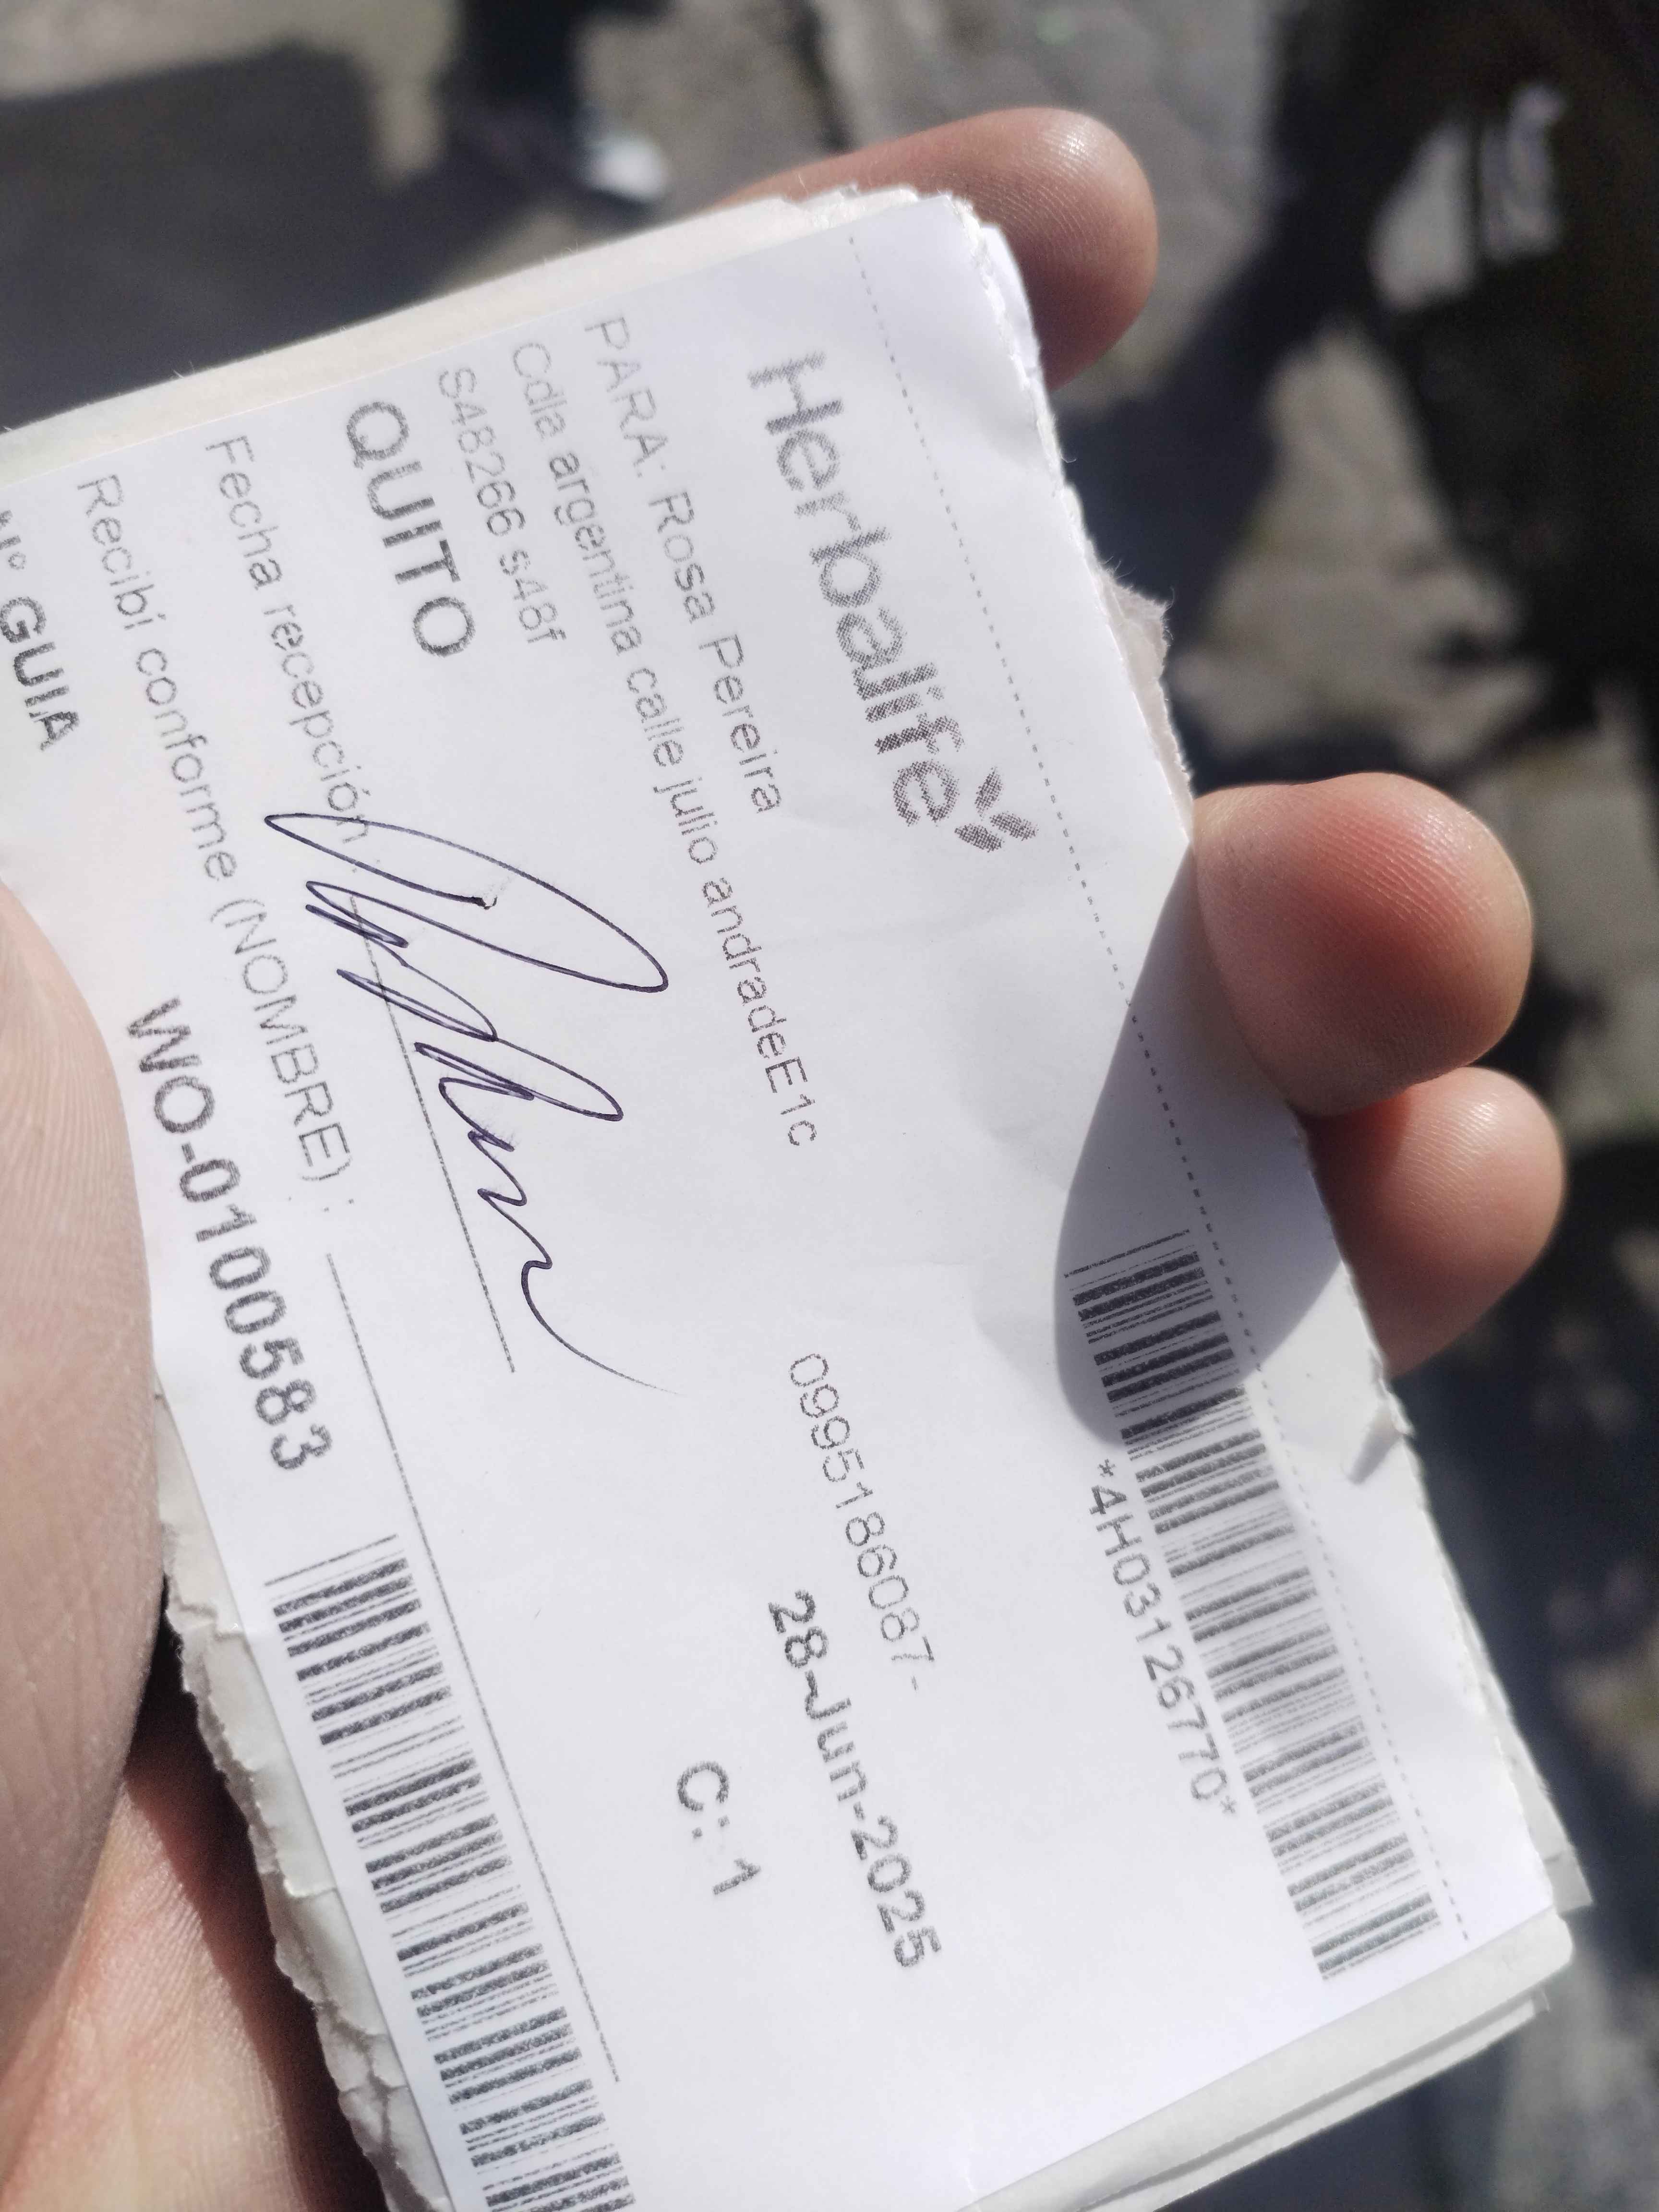 Herbalife
*4H03126770*
PARA: Rosa Pereira
0995186087-
Cdla argentina calle julio andradeE1c
S48266 s48f
28-Jun-2025
QUITO
C: 1
Fecha recepción
Recibí conforme (NOMBRE) :
N° GUIA WO-0100583